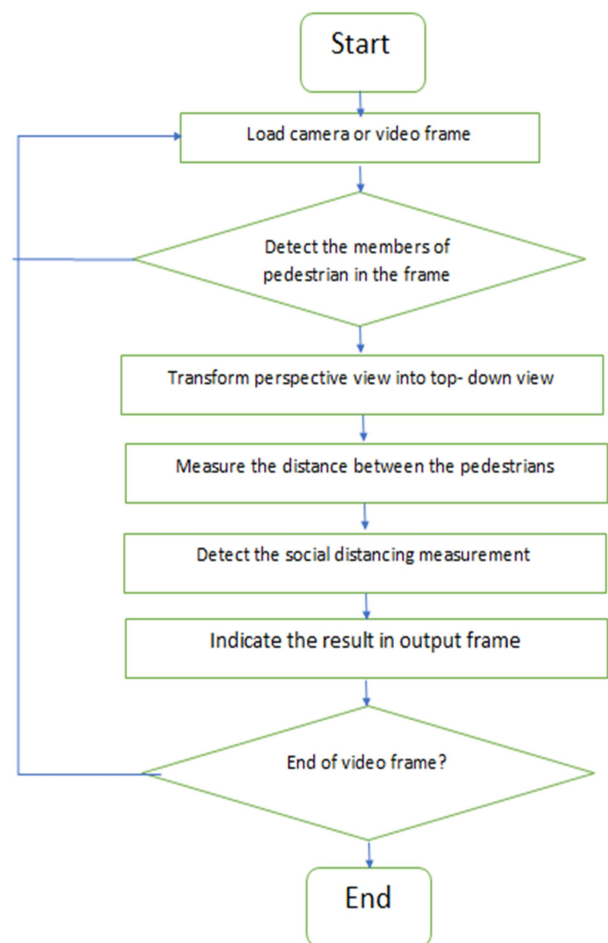 Start
Load camera or video frame
Detect the members of
pedestrian in the frame
Transform perspective view into top- down view
Measure the distance between the pedestrians
Detect the social distancing measurement
Indicate the result in output frame
End of video frame?
End